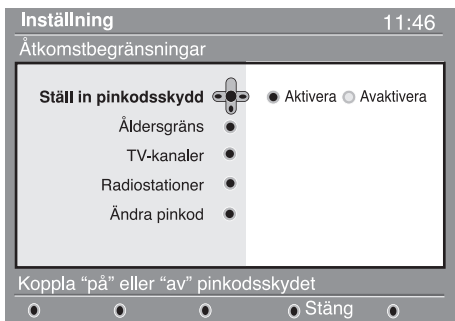 Inställning 11:46
Åtkomstbegränsningar
Ställ in pinkodsskydd Aktivera Avaktivera
Åldersgräns
TV-kanaler
Radiostationer
Ändra pinkod
Koppla “på” eller “av” pinkodsskydet
Stäng